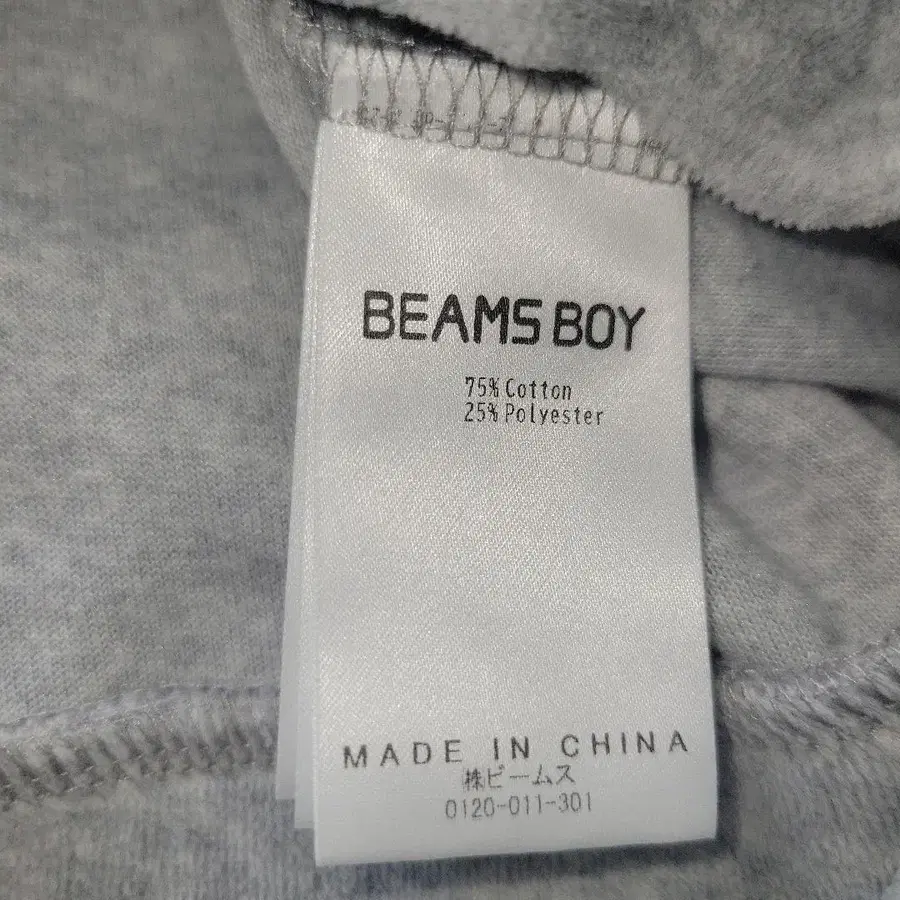 BEAMS BOY
75% Cotton
25% Polyester
MADE IN CHINA
㈱ビームス
0120-011-301